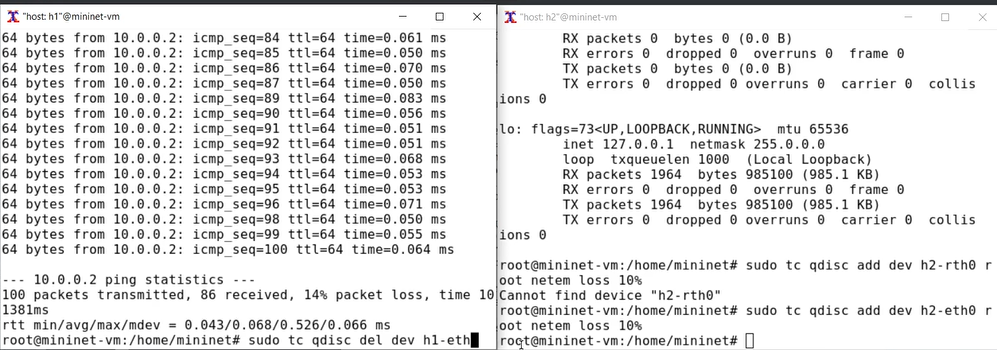 "host: h1"@mininet-vm
64 bytes from 10.0.0.2: icmp_seq=84 ttl=64 time=0.061 ms
64 bytes from 10.0.0.2: icmp_seq=85 ttl=64 time=0.050 ms
64 bytes from 10.0.0.2: icmp_seq=86 ttl=64 time=0.070 ms
64 bytes from 10.0.0.2: icmp_seq=87 ttl=64 time=0.050 ms
64 bytes from 10.0.0.2: icmp_seq=89 ttl=64 time=0.083 ms
64 bytes from 10.0.0.2: icmp_seq=90 ttl=64 time=0.056 ms
64 bytes from 10.0.0.2: icmp_seq=91 ttl=64 time=0.051 ms
64 bytes from 10.0.0.2: icmp_seq=92 ttl=64 time=0.051 ms
64 bytes from 10.0.0.2: icmp_seq=93 ttl=64 time=0.068 ms
64 bytes from 10.0.0.2: icmp_seq=94 ttl=64 time=0.053 ms
64 bytes from 10.0.0.2: icmp_seq=95 ttl=64 time=0.053 ms
64 bytes from 10.0.0.2: icmp_seq=96 ttl=64 time=0.071 ms
64 bytes from 10.0.0.2: icmp_seq=98 ttl=64 time=0.050 ms
64 bytes from 10.0.0.2: icmp_seq=99 ttl=64 time=0.055 ms
64 bytes from 10.0.0.2: icmp_seq=100 ttl=64 time=0.064 ms
--- 10.0.0.2 ping statistics ---
100 packets transmitted, 86 received, 14% packet loss, time 10
1381ms
rtt min/avg/max/mdev = 0.043/0.068/0.526/0.066 ms
root@mininet-vm:/home/mininet# sudo tc qdisc del dev h1-eth
"host: h2"@mininet-vm
RX packets 0  bytes 0 (0.0 B)
RX errors 0  dropped 0  overruns 0  frame 0
TX packets 0  bytes 0 (0.0 B)
TX errors 0  dropped 0 overruns 0  carrier 0  collis
ions 0
lo: flags=73<UP,LOOPBACK,RUNNING>  mtu 65536
inet 127.0.0.1  netmask 255.0.0.0
loop  txqueuelen 1000  (Local Loopback)
RX packets 1964  bytes 985100 (985.1 KB)
RX errors 0  dropped 0  overruns 0  frame 0
TX packets 1964  bytes 985100 (985.1 KB)
TX errors 0  dropped 0 overruns 0  carrier 0  collis
ions 0
root@mininet-vm:/home/mininet# sudo tc qdisc add dev h2-rth0 r
oot netem loss 10%
Cannot find device "h2-rth0"
root@mininet-vm:/home/mininet# sudo tc qdisc add dev h2-eth0 r
oot netem loss 10%
root@mininet-vm:/home/mininet#